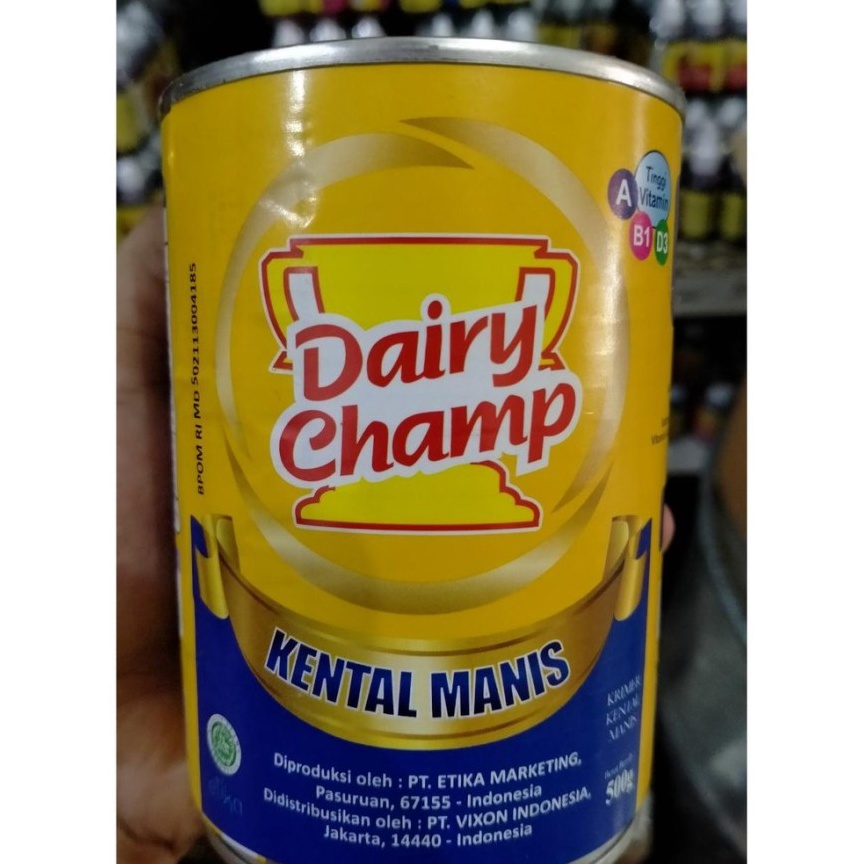 Tinggi
Vitamin
A
B1
D3
BPOM RI MD 502113004185
Dairy
Champ
KENTAL MANIS
KRIMER
KENTAL
MANIS
500g
Diproduksi oleh : PT. ETIKA MARKETING,
Pasuruan, 67155 - Indonesia
Didistribusikan oleh : PT. VIXON INDONESIA,
Jakarta, 14440 - Indonesia